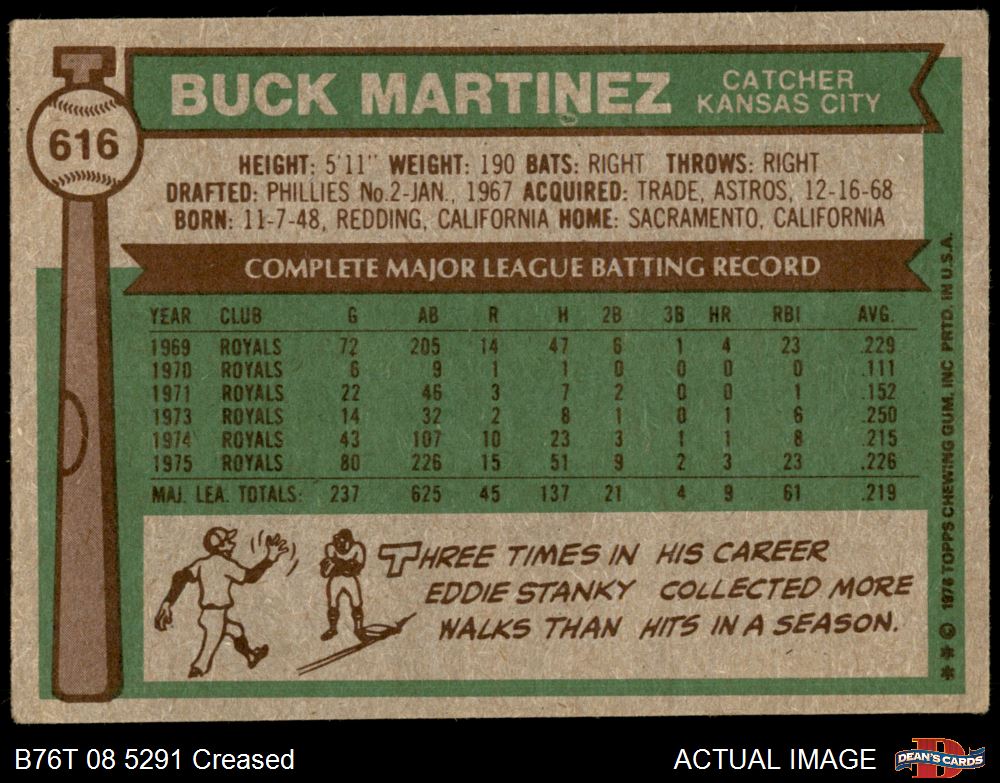 616
BUCK MARTINEZ
CATCHER
KANSAS CITY
HEIGHT: 5'11" WEIGHT: 190 BATS: RIGHT THROWS: RIGHT
DRAFTED: PHILLIES No.2-JAN., 1967 ACQUIRED: TRADE, ASTROS, 12-16-68
BORN: 11-7-48, REDDING, CALIFORNIA HOME: SACRAMENTO, CALIFORNIA
COMPLETE MAJOR LEAGUE BATTING RECORD
YEAR CLUB G AB R H 2B 3B HR RBI AVG.
1969 ROYALS 72 205 14 47 6 1 4 23 .229
1970 ROYALS 6 9 1 1 0 0 0 0 .111
1971 ROYALS 22 46 3 7 2 0 0 1 .152
1973 ROYALS 14 32 2 8 1 0 1 6 .250
1974 ROYALS 43 107 10 23 3 1 1 8 .215
1975 ROYALS 80 226 15 51 9 2 3 23 .226
MAJ. LEA. TOTALS: 237 625 45 137 21 4 9 61 .219
THREE TIMES IN HIS CAREER
EDDIE STANKY COLLECTED MORE
WALKS THAN HITS IN A SEASON.
** © 1976 TOPPS CHEWING GUM, INC PRTD. IN U.S.A.
B76T 08 5291 Creased
ACTUAL IMAGE
D
DEAN'S CARDS